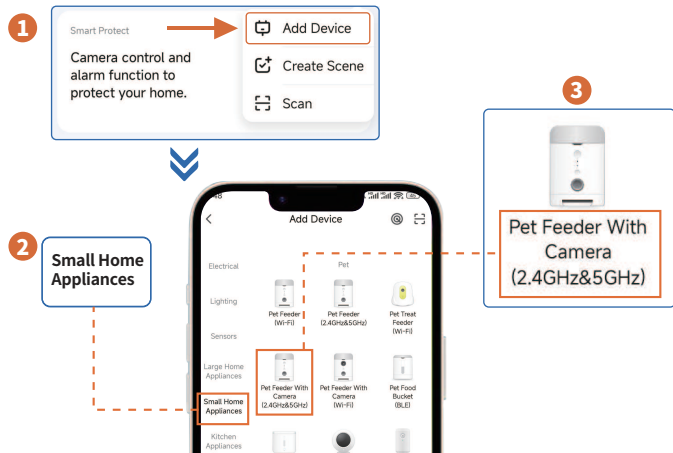 1
Smart Protect
Camera control and
alarm function to
protect your home.
Add Device
Create Scene
Scan
3
Pet Feeder With
Camera
(2.4GHz&5GHz)
2
Small Home
Appliances
Add Device
Electrical
Lighting
Sensors
Large Home
Appliances
Small Home
Appliances
Kitchen
Appliances
Pet
Pet Feeder
(Wi-Fi)
Pet Feeder
(2.4GHz&5GHz)
Pet Treat
Feeder
(Wi-Fi)
Pet Feeder With
Camera
(2.4GHz&5GHz)
Pet Feeder With
Camera
(Wi-Fi)
Pet Food
Bucket
(BLE)